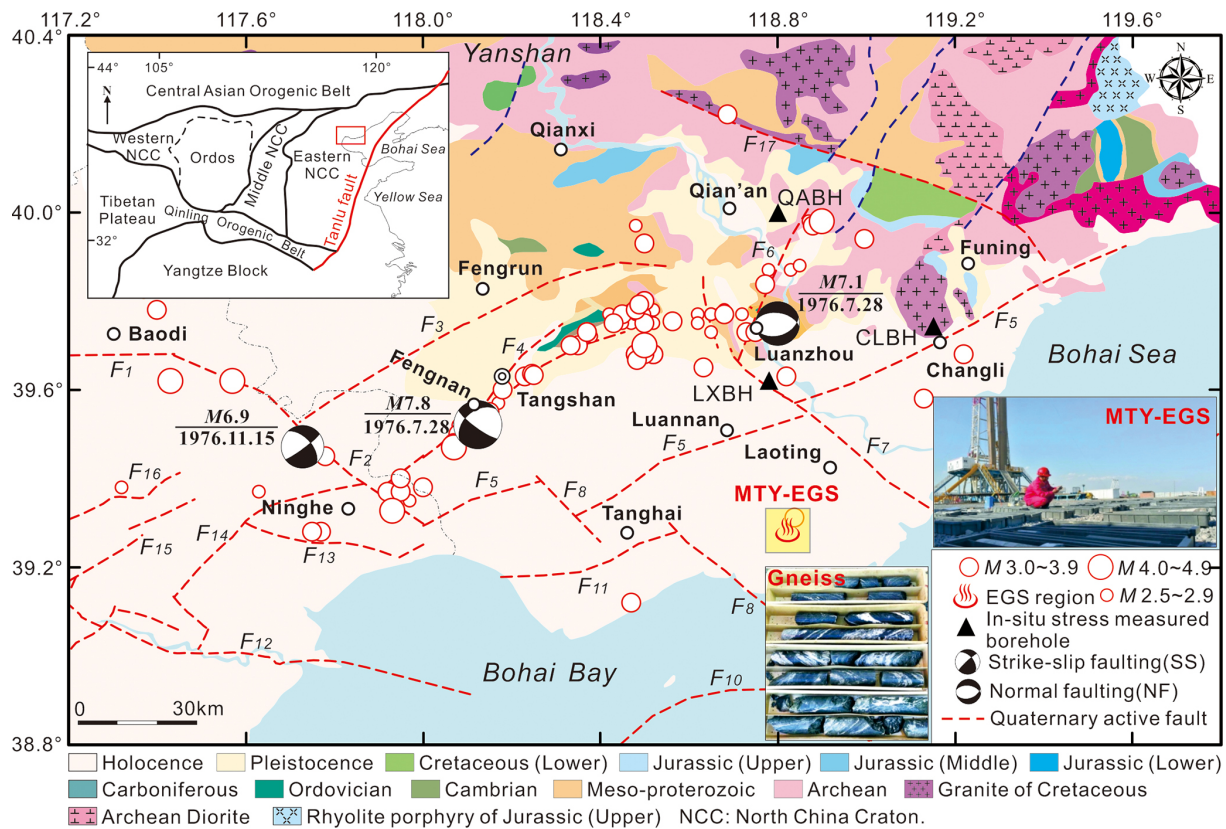 117.2° 117.6° 118.0° 118.4° 118.8° 119.2° 119.6°
40.4°
40.0°
39.6°
39.2°
38.8°
44° 105° 120°
N
Central Asian Orogenic Belt
Western NCC
Ordos
Middle NCC
Eastern NCC
Bohai Sea
Tibetan Plateau
Qinling Orogenic Belt
Tanlu fault
Yellow Sea
32°
Yangtze Block
Yanshan
Qianxi
F17
N
W E
S
Qian'an
QABH
F6
Funing
Fengrun
M7.1
1976.7.28
F3
Baodi
F1
F4
F5
Luanzhou
CLBH
Changli
Bohai Sea
Fengnan
LXBH
Tangshan
M6.9
1976.11.15
M7.8
1976.7.28
Luannan
F2
F5
F7
Laoting
F16
F5
F8
MTY-EGS
Ninghe
Tanghai
F14
F13
F15
F11
F8
F12
Bohai Bay
F10
0 30km
MTY-EGS
Gneiss
M 3.0~3.9 M 4.0~4.9
EGS region M 2.5~2.9
In-situ stress measured
borehole
Strike-slip faulting(SS)
Normal faulting(NF)
Quaternary active fault
Holocence Pleistocence Cretaceous (Lower) Jurassic (Upper) Jurassic (Middle) Jurassic (Lower)
Carboniferous Ordovician Cambrian Meso-proterozoic Archean Granite of Cretaceous
Archean Diorite Rhyolite porphyry of Jurassic (Upper) NCC: North China Craton.